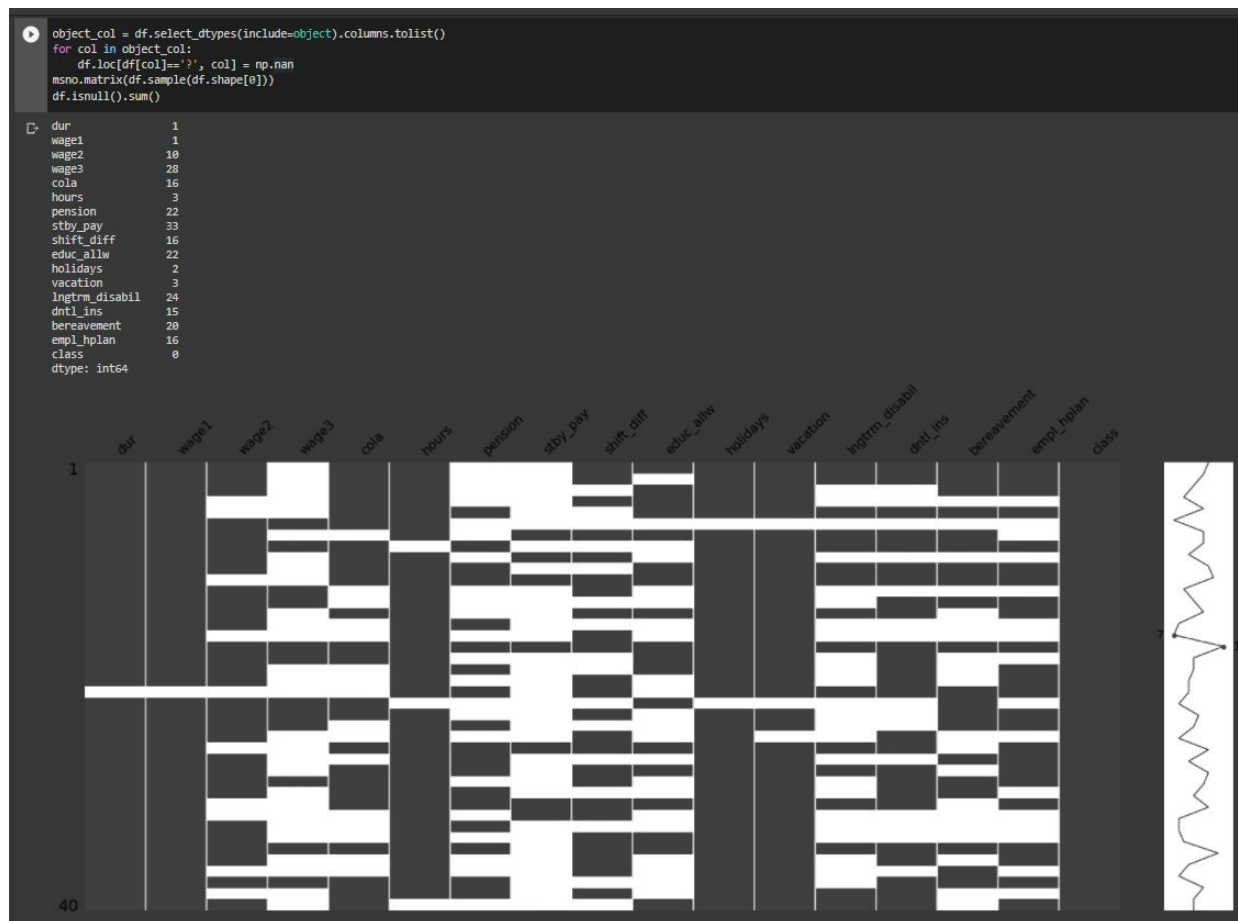 object_col = df.select_dtypes(include=object).columns.tolist()
for col in object_col:
    df.loc[df[col]=='?', col] = np.nan
msno.matrix(df.sample(df.shape[0]))
df.isnull().sum()
dur 1
wage1 1
wage2 10
wage3 28
cola 16
hours 3
pension 22
stby_pay 33
shift_diff 16
educ_allw 22
holidays 2
vacation 3
lngtrm_disabil 24
dntl_ins 15
bereavement 20
empl_hplan 16
class 0
dtype: int64
dur wage1 wage2 wage3 cola hours pension stby_pay shift_diff educ_allw holidays vacation lngtrm_disabil dntl_ins bereavement empl_hplan class
1
7
40